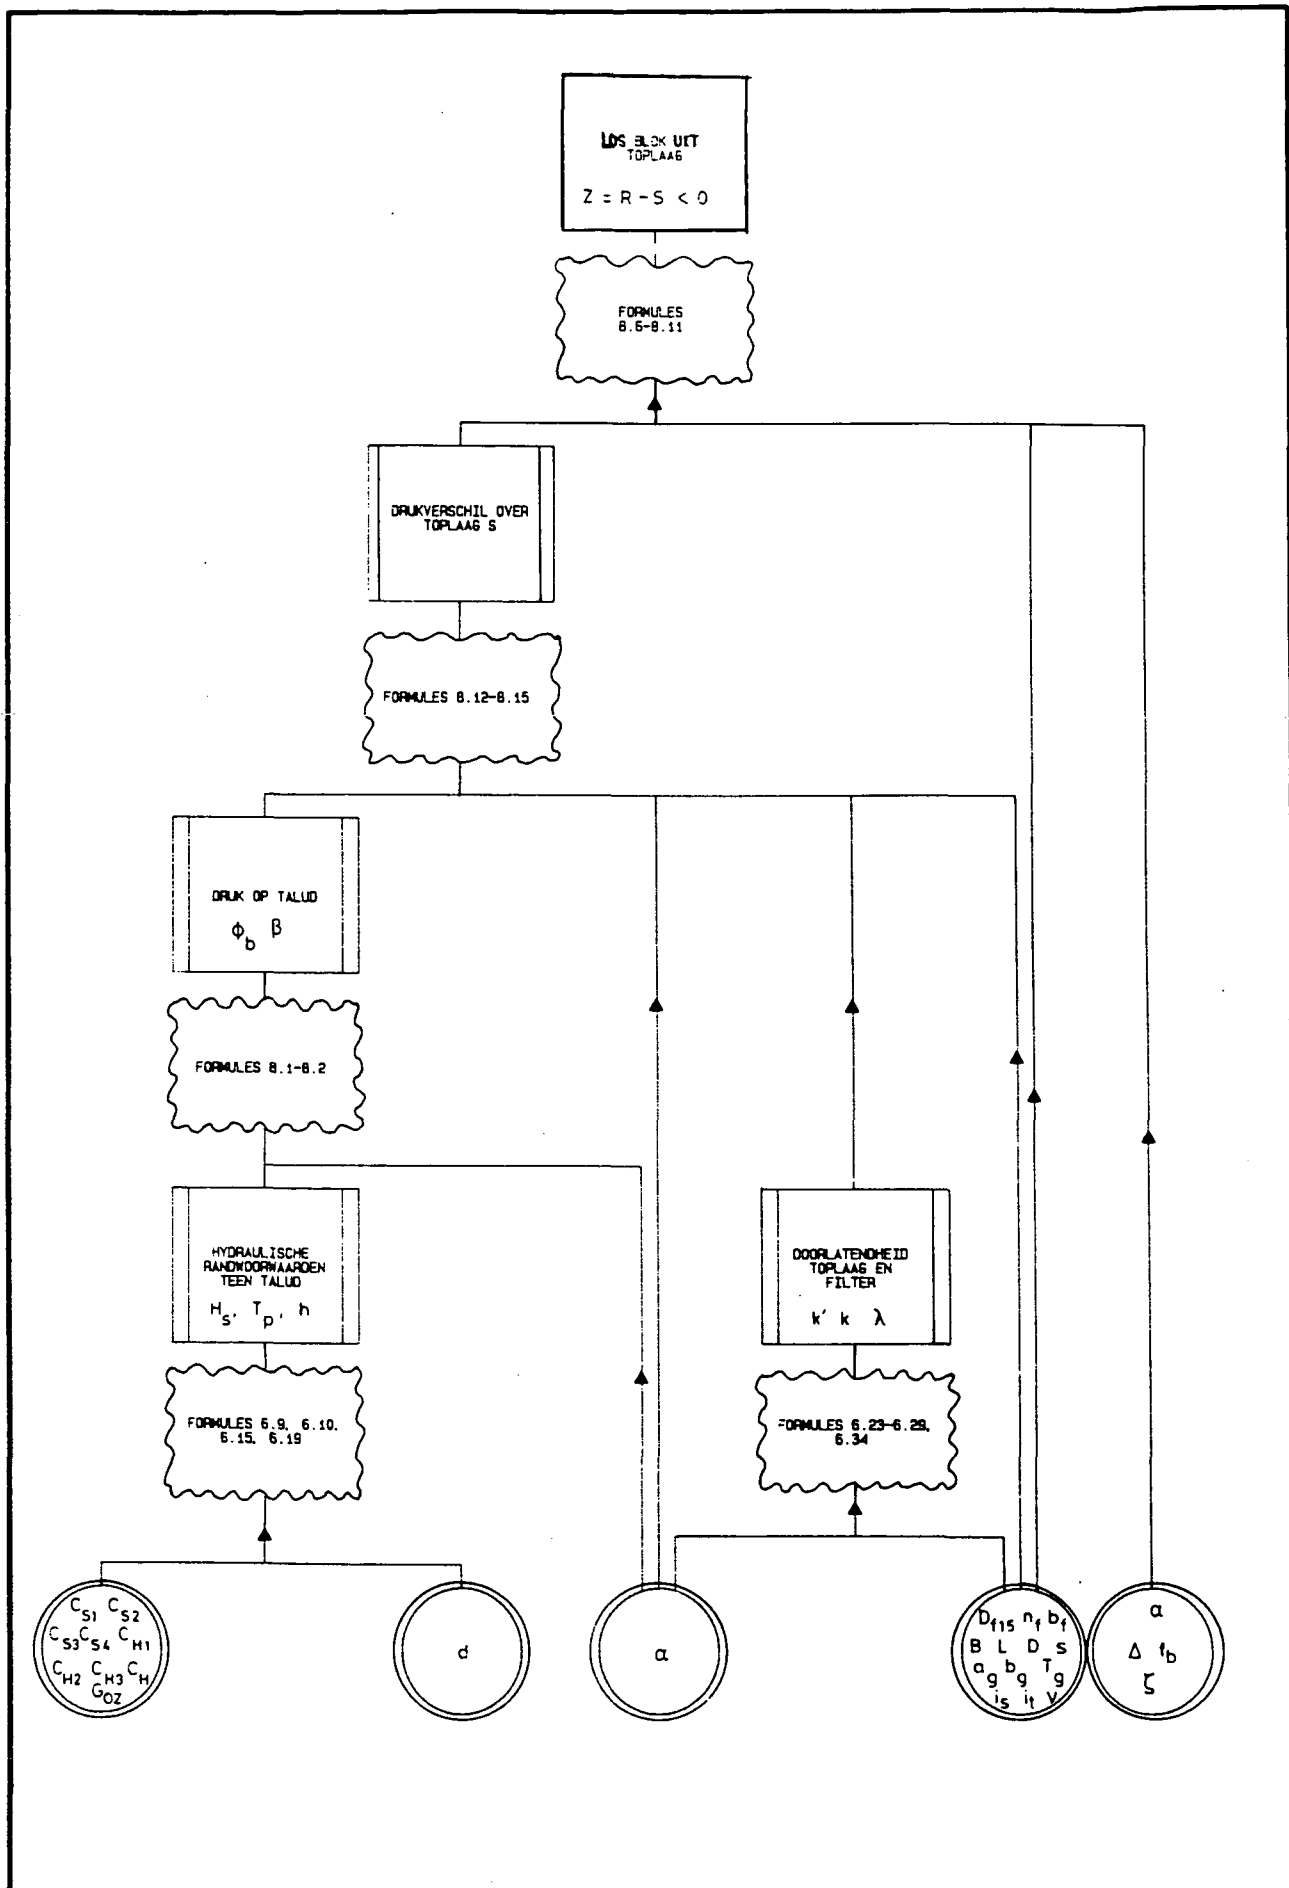 LOS BLOK UIT
TOPLAAG
Z = R - S < 0
FORMULES
8.6-8.11
DRUKVERSCHIL OVER
TOPLAAG S
FORMULES 8.12-8.15
DRUK OP TALUD
ϕb β
FORMULES 8.1-8.2
HYDRAULISCHE
RANDWOORWAARDEN
TEEN TALUD
Hs, Tp, h
DOORLATENDHEID
TOPLAAG EN
FILTER
k' k λ
FORMULES 6.9, 6.10,
6.15, 6.19
FORMULES 6.23-6.29,
6.34
CS1 CS2
CS3 CS4 CH1
CH2 CH3 CH
GOZ
d
α
Df15 nf bf
B L D s
ag bg Tg
is it ν
α
Δ fb
ζ